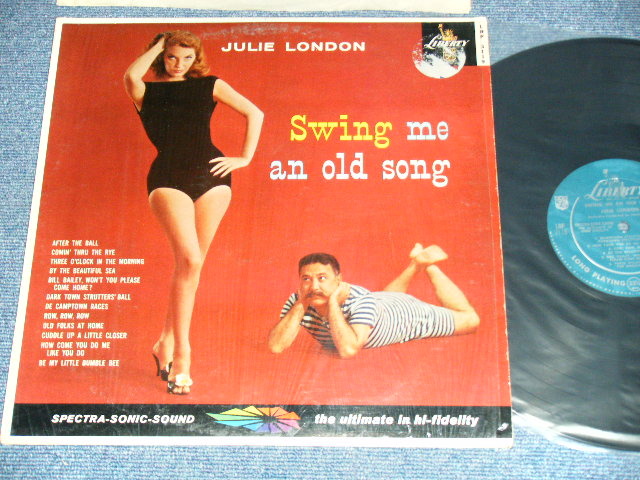 JULIE LONDON
LIBERTY
LRP 3119
Swing me
an old song
AFTER THE BALL
COMIN' THRU THE RYE
THREE O'CLOCK IN THE MORNING
BY THE BEAUTIFUL SEA
BILL BAILEY, WON'T YOU PLEASE
COME HOME?
DARK TOWN STRUTTERS' BALL
DE CAMPTOWN RACES
ROW, ROW, ROW
OLD FOLKS AT HOME
CUDDLE UP A LITTLE CLOSER
HOW COME YOU DO ME
LIKE YOU DO
BE MY LITTLE BUMBLE BEE
SPECTRA-SONIC-SOUND
the ultimate in hi-fidelity
LIBERTY
LONG PLAYING